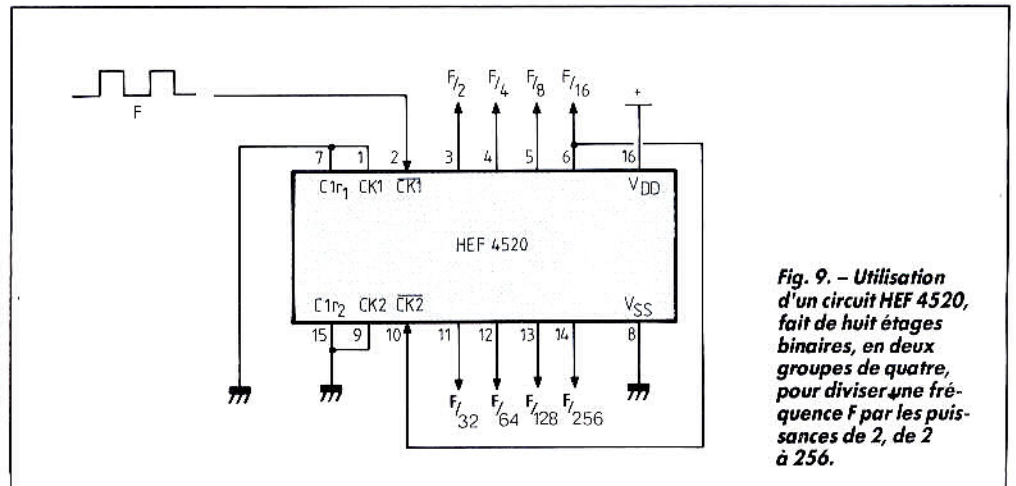 F
F/2 F/4 F/8 F/16 +
7 1 2 3 4 5 6 16
C1r1 CK1 C̅K̅1̅ VDD
HEF 4520
C1r2 CK2 C̅K̅2̅ VSS
15 9 10 11 12 13 14 8
F/32 F/64 F/128 F/256
Fig. 9. – Utilisation
d'un circuit HEF 4520,
fait de huit étages
binaires, en deux
groupes de quatre,
pour diviser une fré-
quence F par les puis-
sances de 2, de 2
à 256.